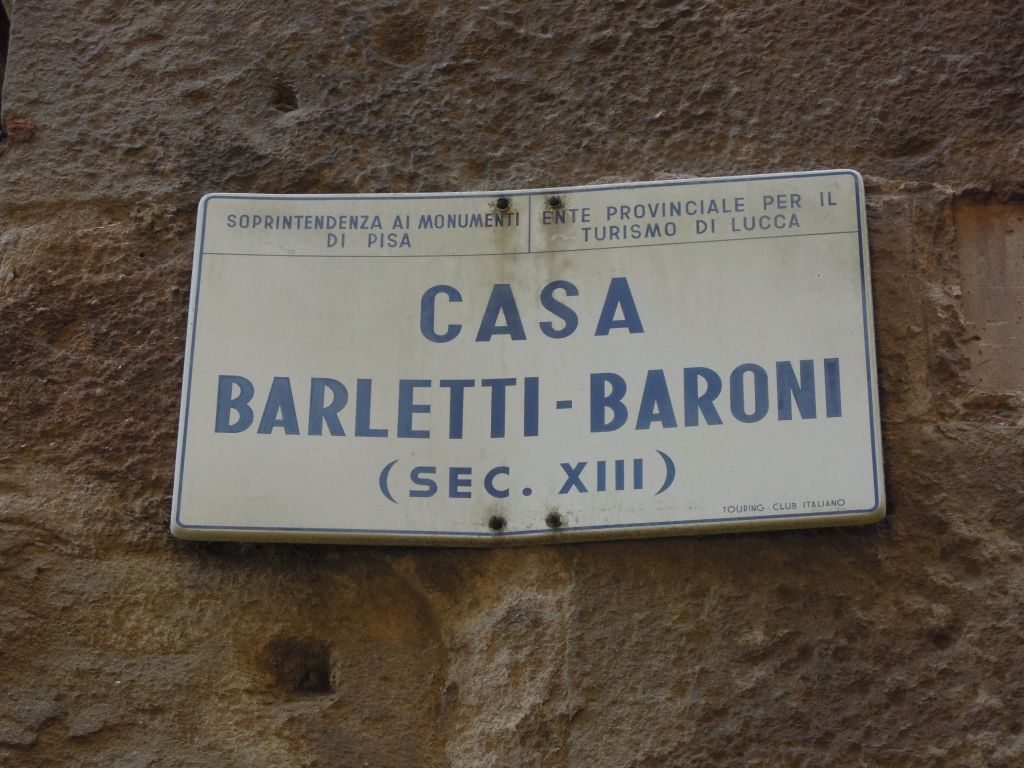 SOPRINTENDENZA AI MONUMENTI
DI PISA
ENTE PROVINCIALE PER IL
TURISMO DI LUCCA
CASA
BARLETTI-BARONI
(SEC. XIII)
TOURING CLUB ITALIANO